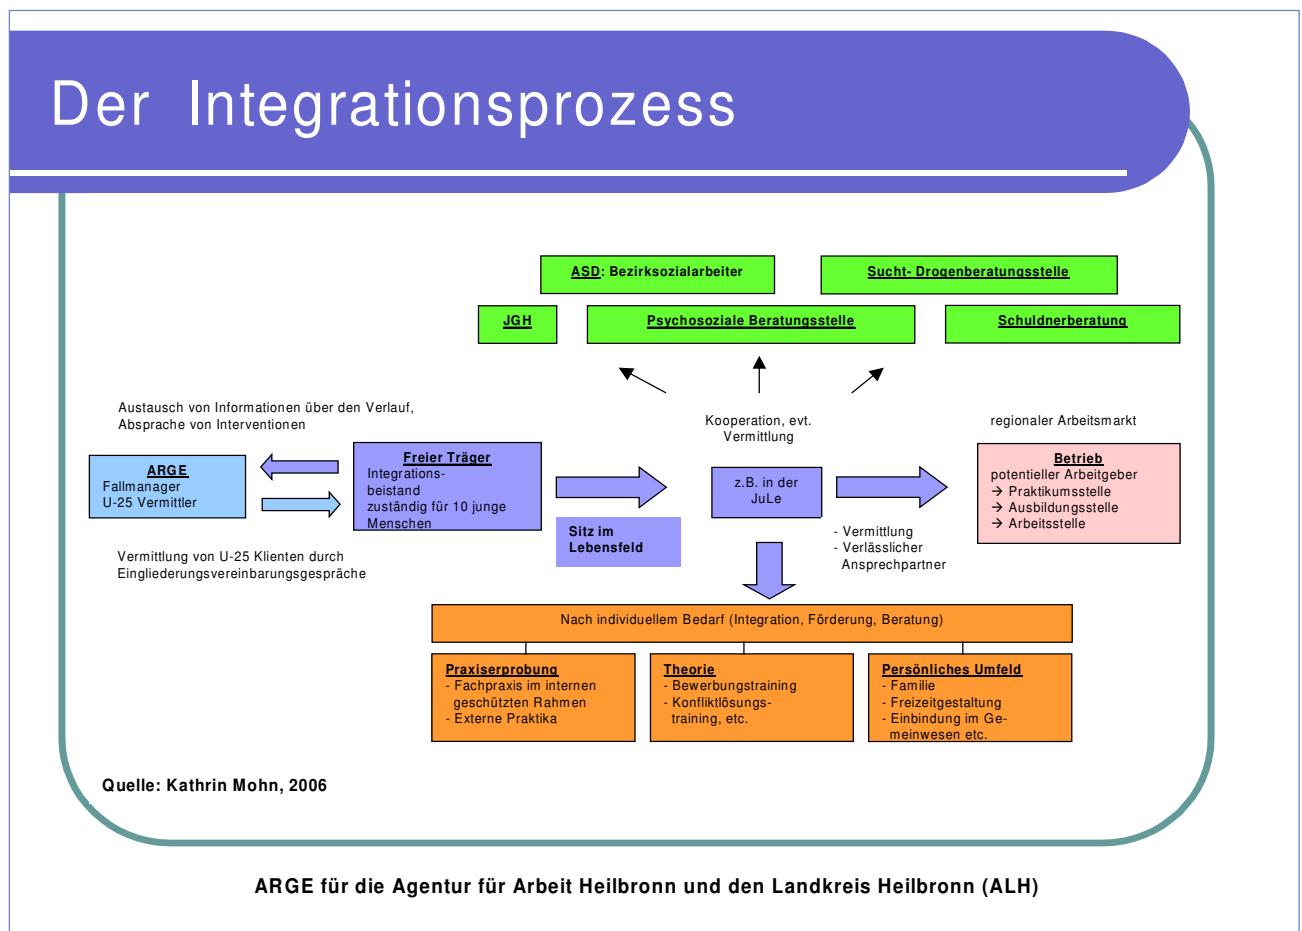 Der Integrationsprozess
ASD: Bezirksozialarbeiter
Sucht- Drogenberatungsstelle
JGH
Psychosoziale Beratungsstelle
Schuldnerberatung
Austausch von Informationen über den Verlauf,
Absprache von Interventionen
Kooperation, evt.
Vermittlung
regionaler Arbeitsmarkt
ARGE
Fallmanager
U-25 Vermittler
Freier Träger
Integrations-
beistand
zuständig für 10 junge
Menschen
Sitz im
Lebensfeld
z.B. in der
JuLe
- Vermittlung
- Verlässlicher
Ansprechpartner
Betrieb
potentieller Arbeitgeber
→ Praktikumsstelle
→ Ausbildungsstelle
→ Arbeitsstelle
Vermittlung von U-25 Klienten durch
Eingliederungsvereinbarungsgespräche
Nach individuellem Bedarf (Integration, Förderung, Beratung)
Praxiserprobung
- Fachpraxis im internen
geschützten Rahmen
- Externe Praktika
Theorie
- Bewerbungstraining
- Konfliktlösungs-
training, etc.
Persönliches Umfeld
- Familie
- Freizeitgestaltung
- Einbindung im Ge-
meinwesen etc.
Quelle: Kathrin Mohn, 2006
ARGE für die Agentur für Arbeit Heilbronn und den Landkreis Heilbronn (ALH)